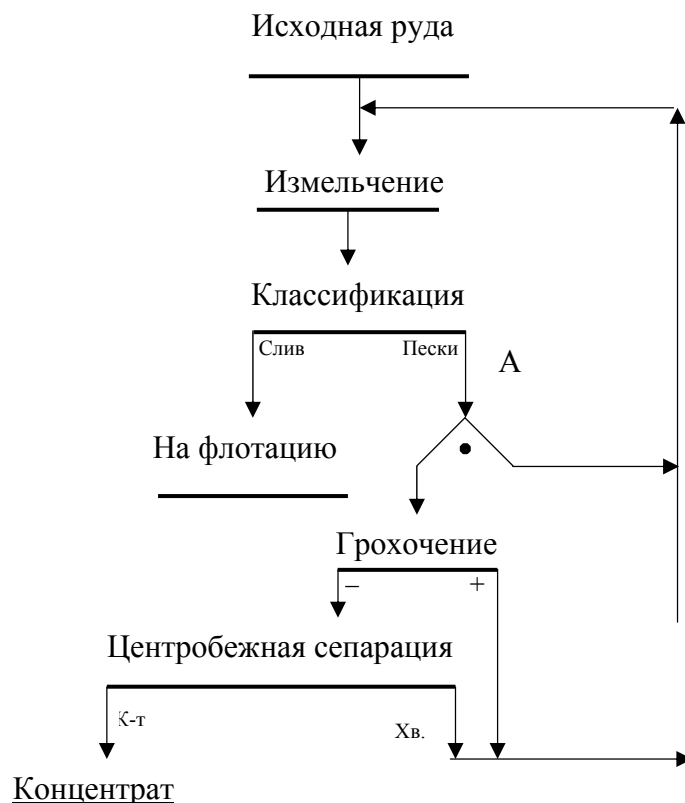 Исходная руда
Измельчение
Классификация
Слив Пески
А
На флотацию
Грохочение
– +
Центробежная сепарация
К-т Хв.
Концентрат